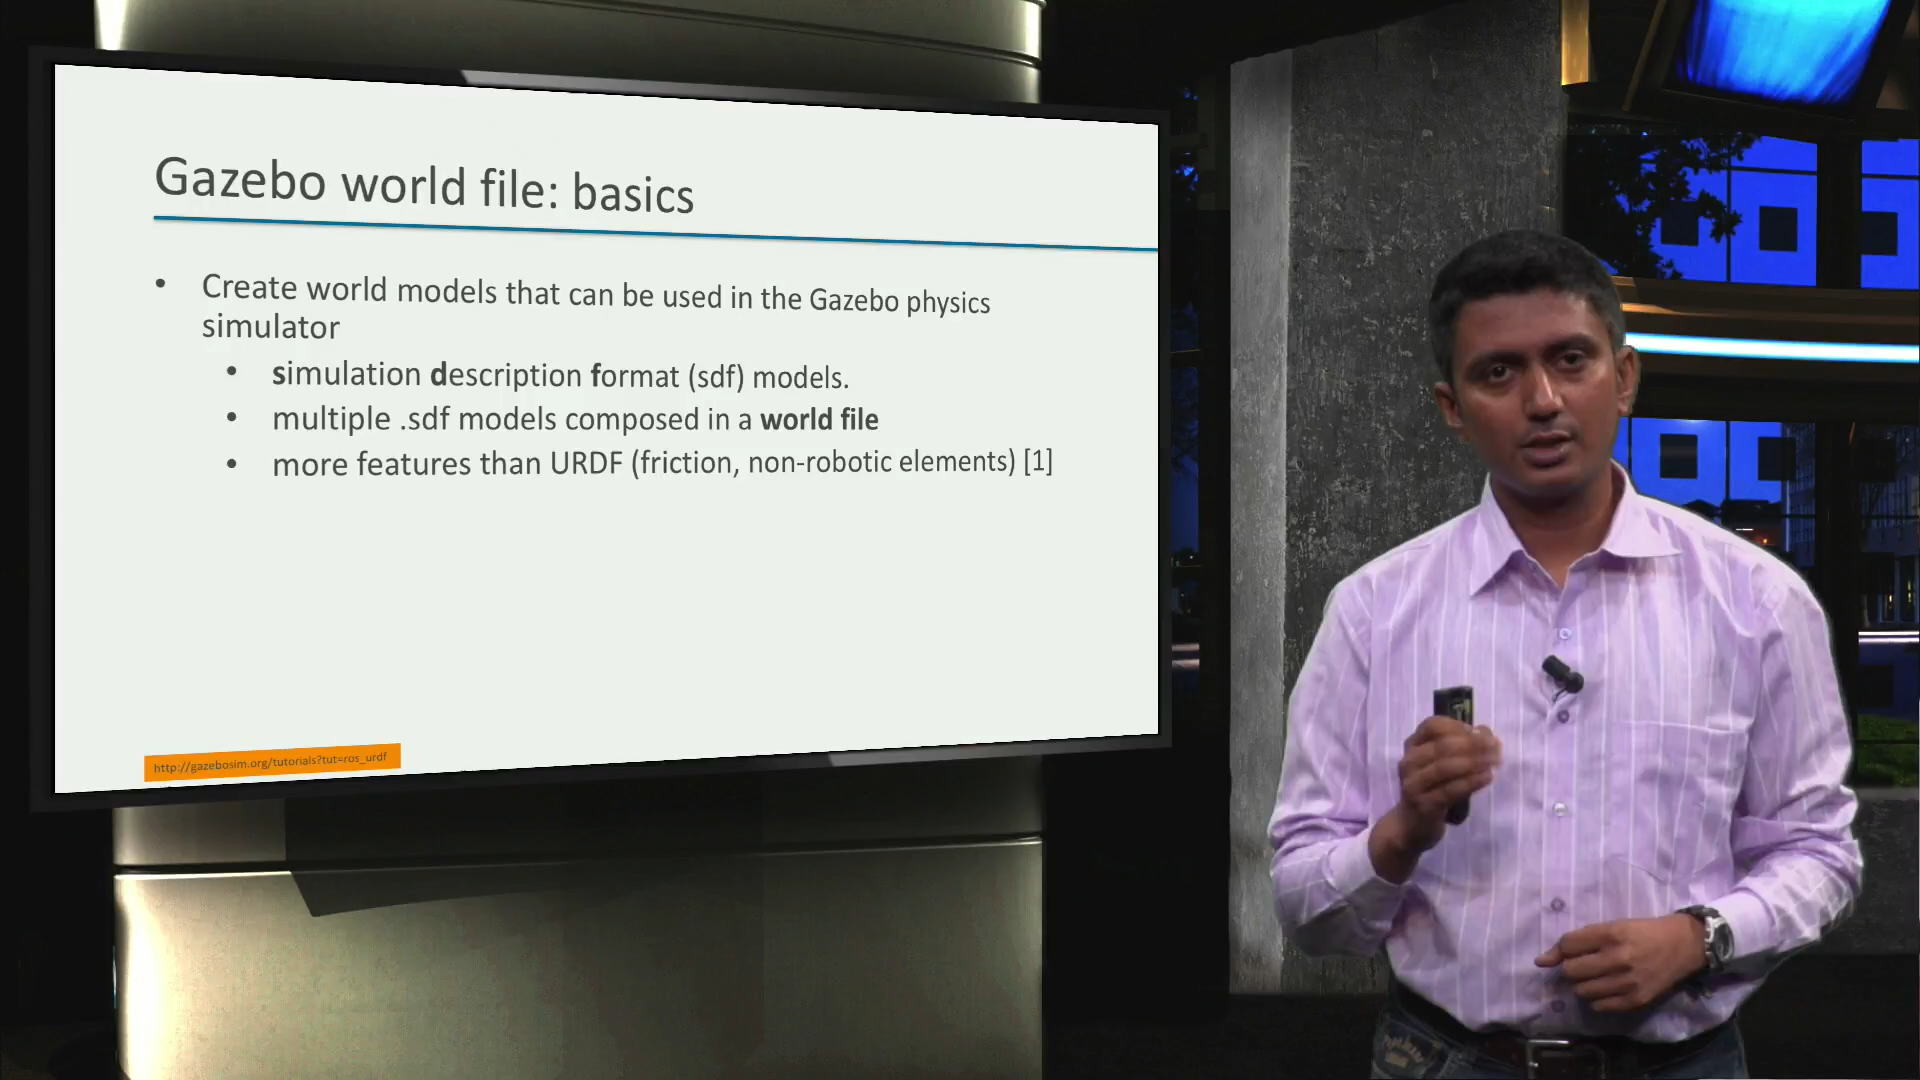 Gazebo world file: basics
• Create world models that can be used in the Gazebo physics
simulator
• simulation description format (sdf) models.
• multiple .sdf models composed in a world file
• more features than URDF (friction, non-robotic elements) [1]
http://gazebosim.org/tutorials?tut=ros_urdf